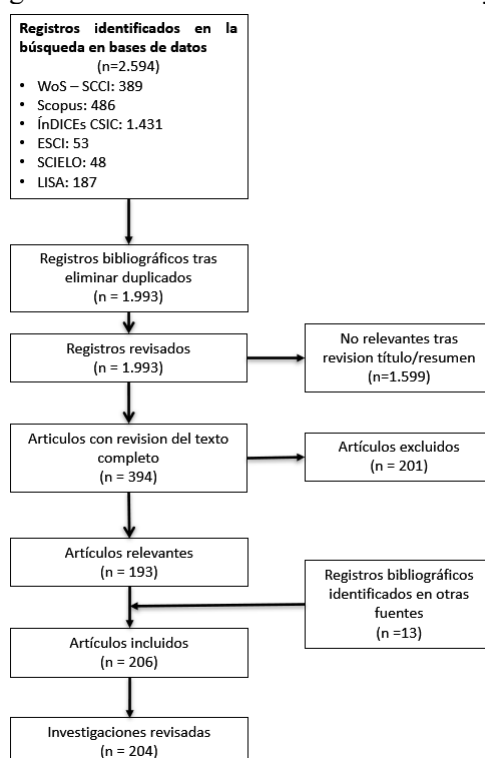 Registros identificados en la
búsqueda en bases de datos
(n=2.594)
• WoS – SCCI: 389
• Scopus: 486
• ÍnDICEs CSIC: 1.431
• ESCI: 53
• SCIELO: 48
• LISA: 187
Registros bibliográficos tras
eliminar duplicados
(n = 1.993)
Registros revisados
(n = 1.993)
No relevantes tras
revision título/resumen
(n=1.599)
Articulos con revision del texto
completo
(n = 394)
Artículos excluidos
(n = 201)
Artículos relevantes
(n = 193)
Registros bibliográficos
identificados en otras
fuentes
(n =13)
Artículos incluidos
(n = 206)
Investigaciones revisadas
(n = 204)